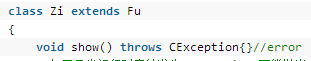 class Zi extends Fu
{
void show() throws CException{}//error